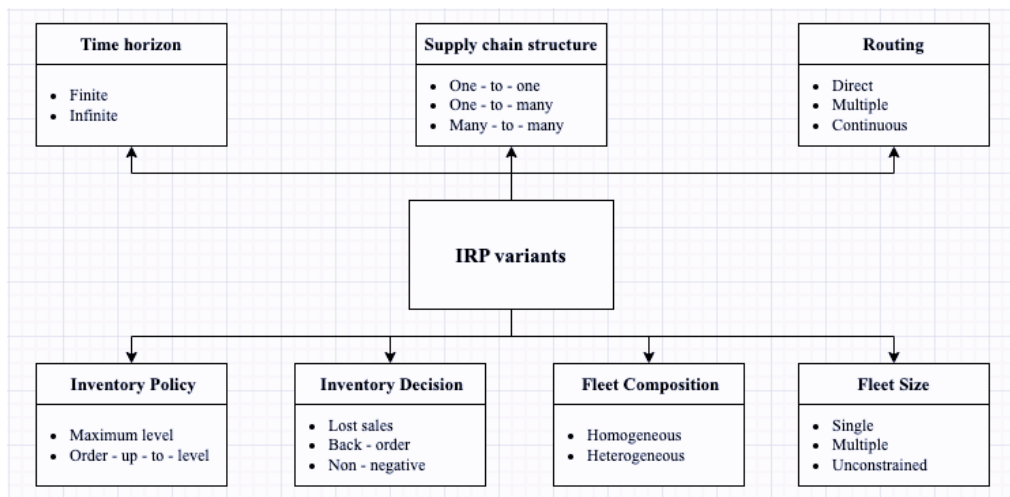 Time horizon
• Finite
• Infinite
Supply chain structure
• One - to - one
• One - to - many
• Many - to - many
Routing
• Direct
• Multiple
• Continuous
IRP variants
Inventory Policy
• Maximum level
• Order - up - to - level
Inventory Decision
• Lost sales
• Back - order
• Non - negative
Fleet Composition
• Homogeneous
• Heterogeneous
Fleet Size
• Single
• Multiple
• Unconstrained